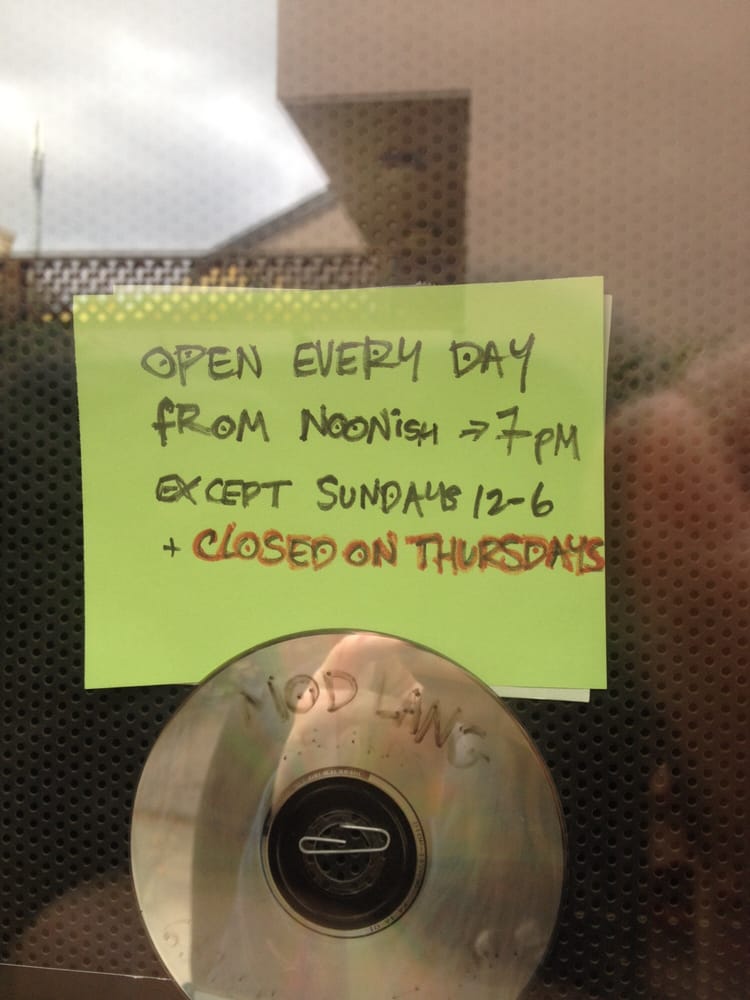 OPEN EVERY DAY
FROM NOONISH → 7PM
EXCEPT SUNDAYS 12-6
+ CLOSED ON THURSDAYS
MOD LANG